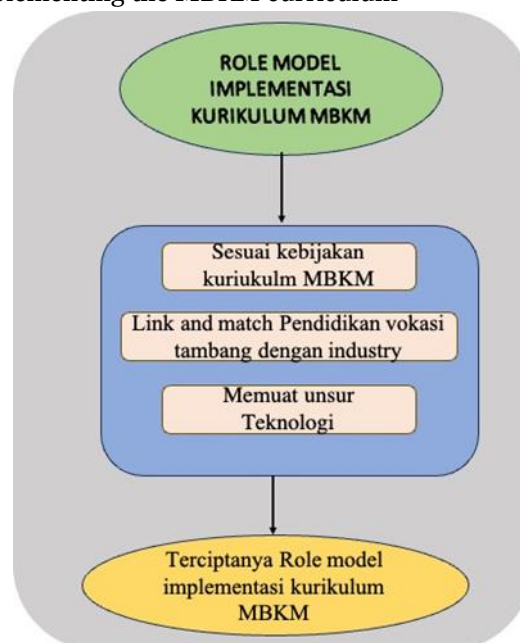 the MBKM curriculum
ROLE MODEL
IMPLEMENTASI
KURIKULUM MBKM
Sesuai kebijakan
kuriukulm MBKM
Link and match Pendidikan vokasi
tambang dengan industry
Memuat unsur
Teknologi
Terciptanya Role model
implementasi kurikulum
MBKM